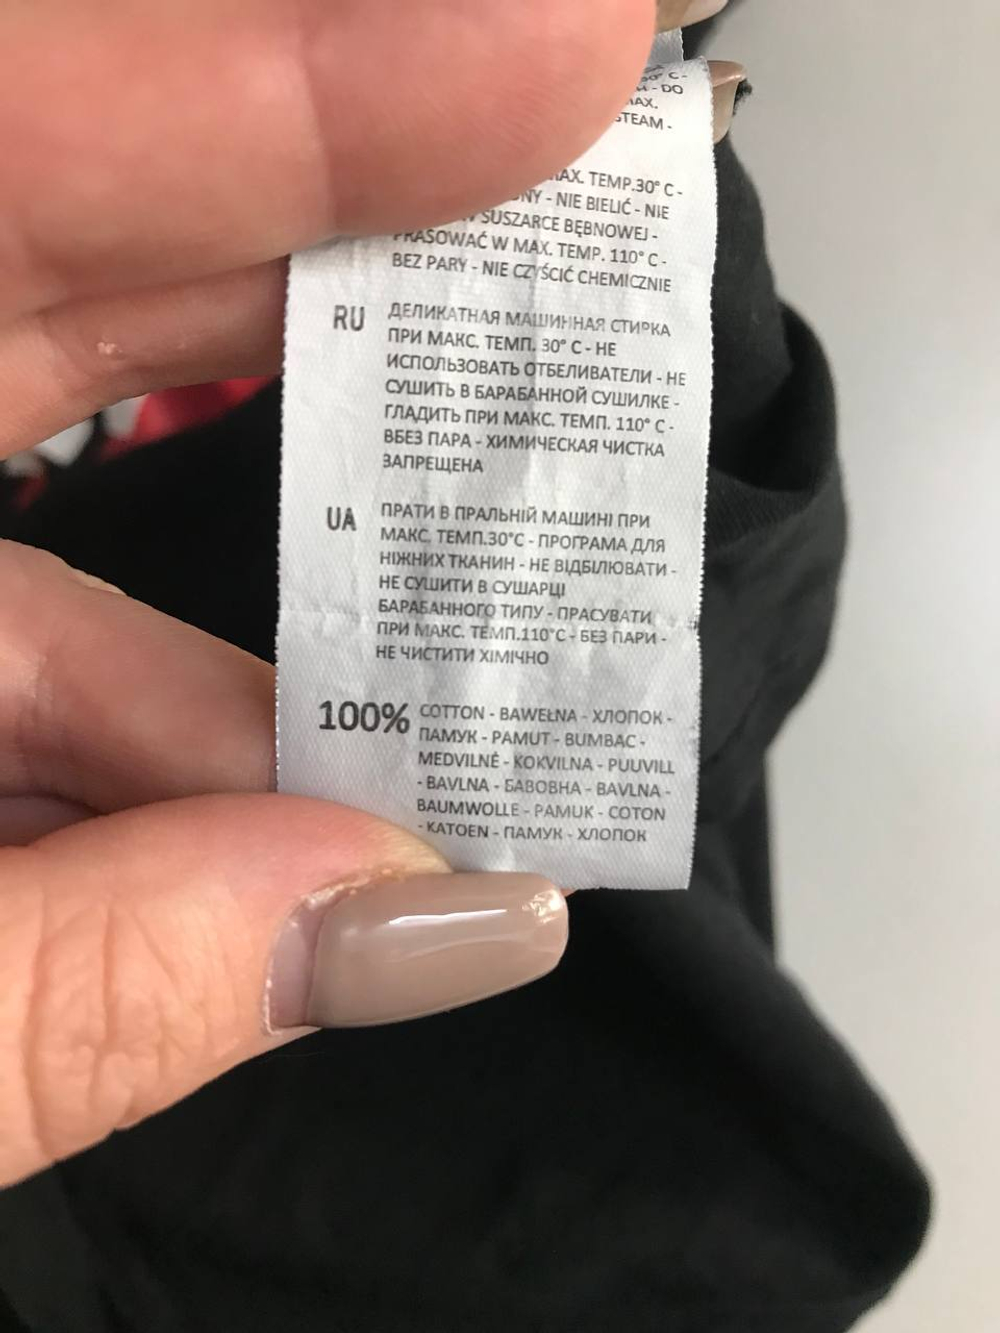 30° C -
- DO
MAX.
STEAM -
MAX. TEMP.30° C -
- NIE BIELIĆ - NIE
SUSZARCE BĘBNOWEJ -
PRASOWAĆ W MAX. TEMP. 110° C -
BEZ PARY - NIE CZYŚCIĆ CHEMICZNIE
RU ДЕЛИКАТНАЯ МАШИННАЯ СТИРКА
ПРИ МАКС. ТЕМП. 30° C - НЕ
ИСПОЛЬЗОВАТЬ ОТБЕЛИВАТЕЛИ - НЕ
СУШИТЬ В БАРАБАННОЙ СУШИЛКЕ -
ГЛАДИТЬ ПРИ МАКС. ТЕМП. 110° C -
ВБЕЗ ПАРА - ХИМИЧЕСКАЯ ЧИСТКА
ЗАПРЕЩЕНА
UA ПРАТИ В ПРАЛЬНІЙ МАШИНІ ПРИ
МАКС. ТЕМП.30°C - ПРОГРАМА ДЛЯ
НІЖНИХ ТКАНИН - НЕ ВІДБІЛЮВАТИ -
НЕ СУШИТИ В СУШАРЦІ
БАРАБАННОГО ТИПУ - ПРАСУВАТИ
ПРИ МАКС. ТЕМП.110°C - БЕЗ ПАРИ -
НЕ ЧИСТИТИ ХІМІЧНО
100% COTTON - BAWEŁNA - ХЛОПОК -
ПАМУК - PAMUT - BUMBAC -
MEDVILNĖ - KOKVILNA - PUUVILL
- BAVLNA - БАВОВНА - BAVLNA -
BAUMWOLLE - PAMUK - COTON
- KATOEN - ПАМУК - ХЛОПОК